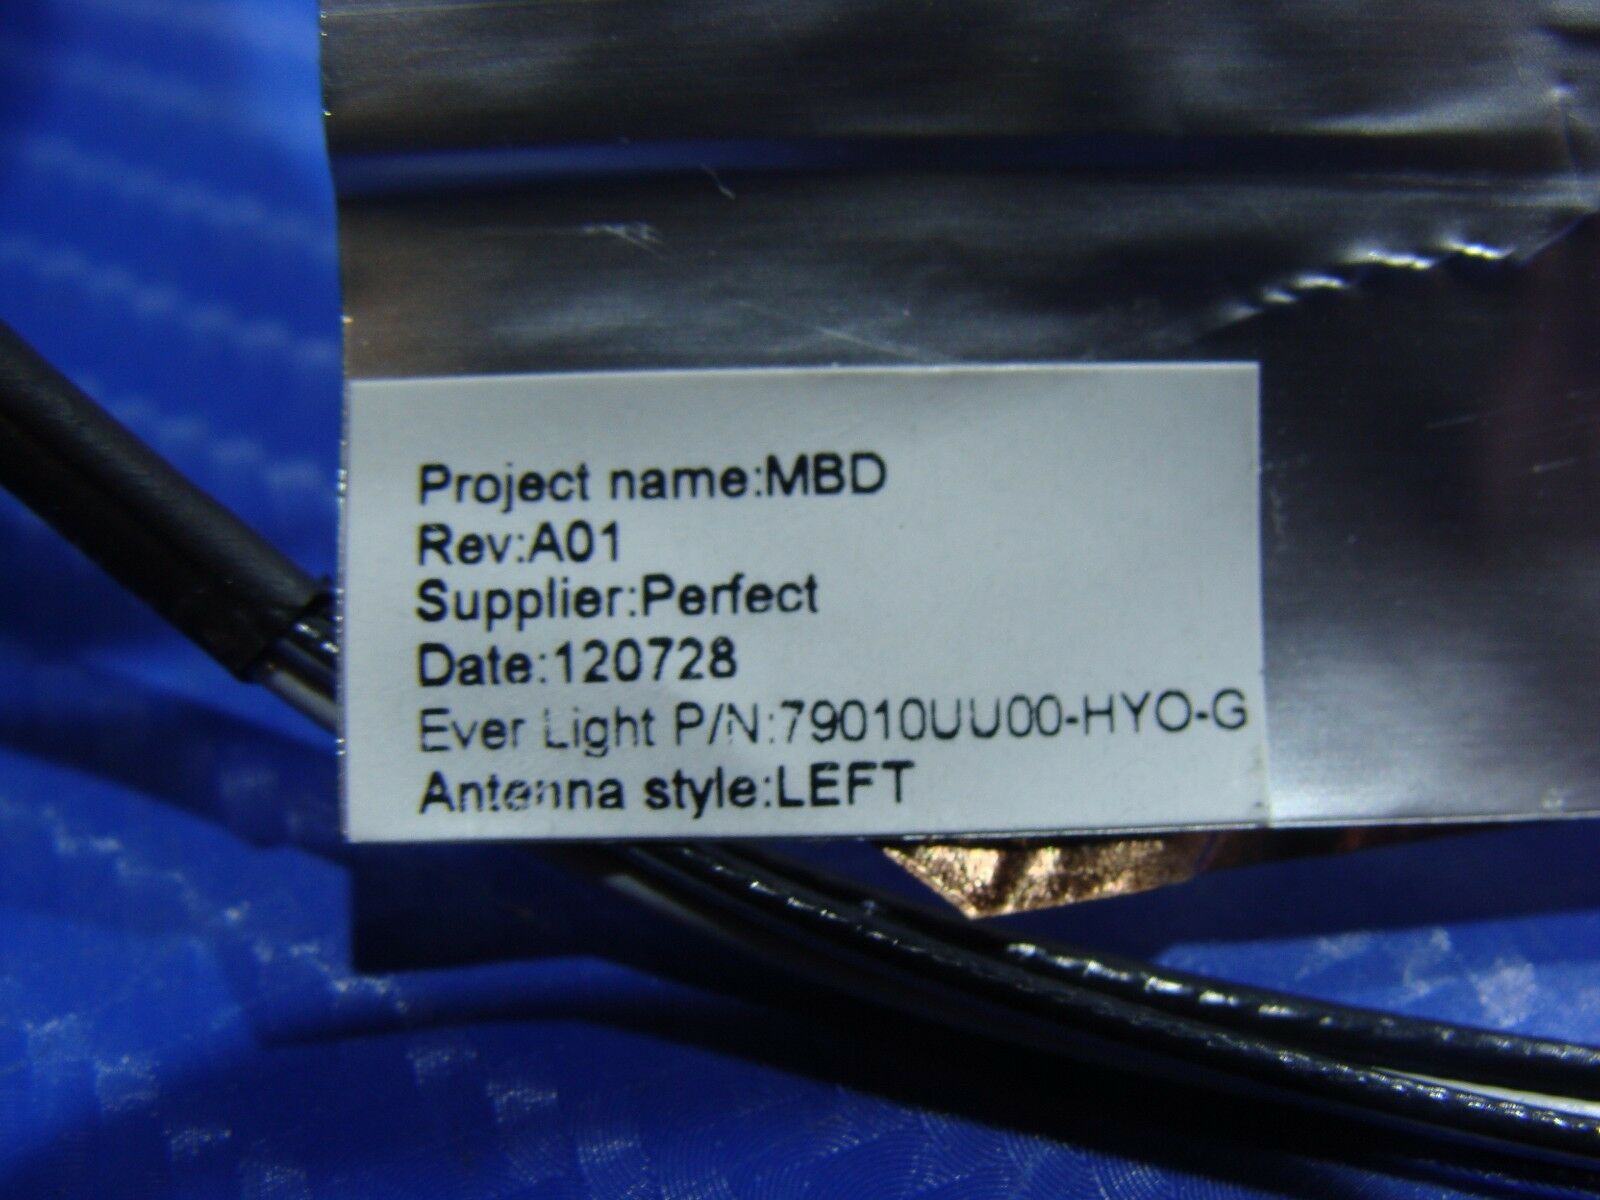 Project name:MBD
Rev:A01
Supplier:Perfect
Date:120728
Ever Light P/N:79010UU00-HYO-G
Antenna style:LEFT